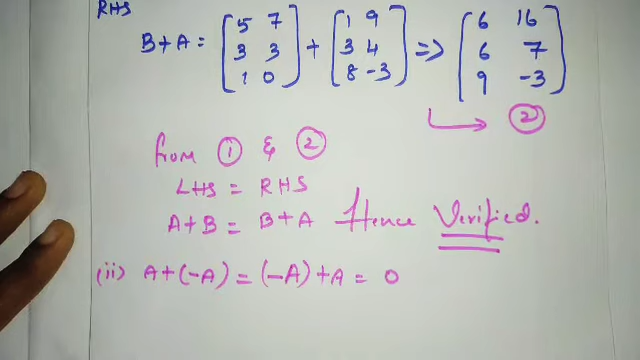 RHS
B+A = [5 7 3 3 1 0] + [1 9 3 4 8 -3] => [6 16 6 7 9 -3]
②
from ① & ②
LHS = RHS
A+B = B+A Hence Verified.
(ii) A+(-A) = (-A)+A = 0